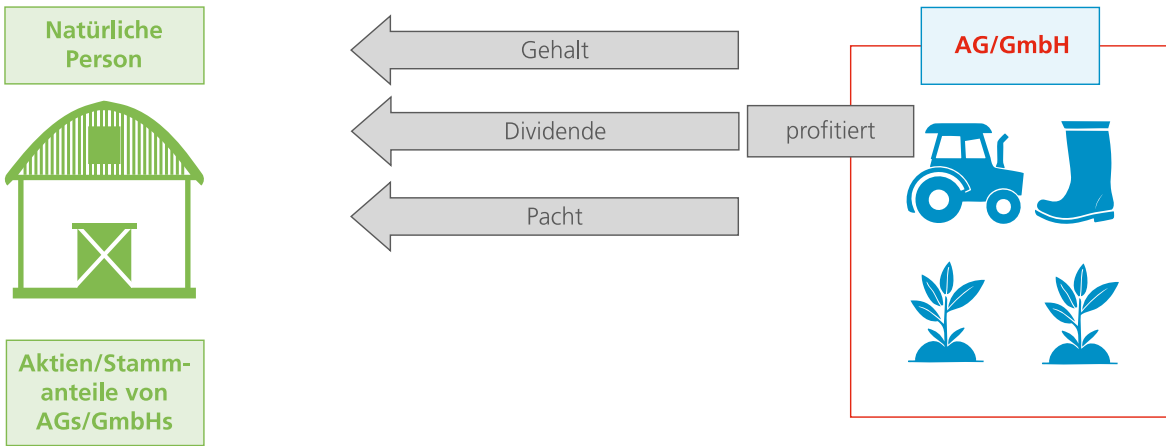 Natürliche
Person
Gehalt
AG/GmbH
Dividende
profitiert
Pacht
Aktien/Stamm-
anteile von
AGs/GmbHs